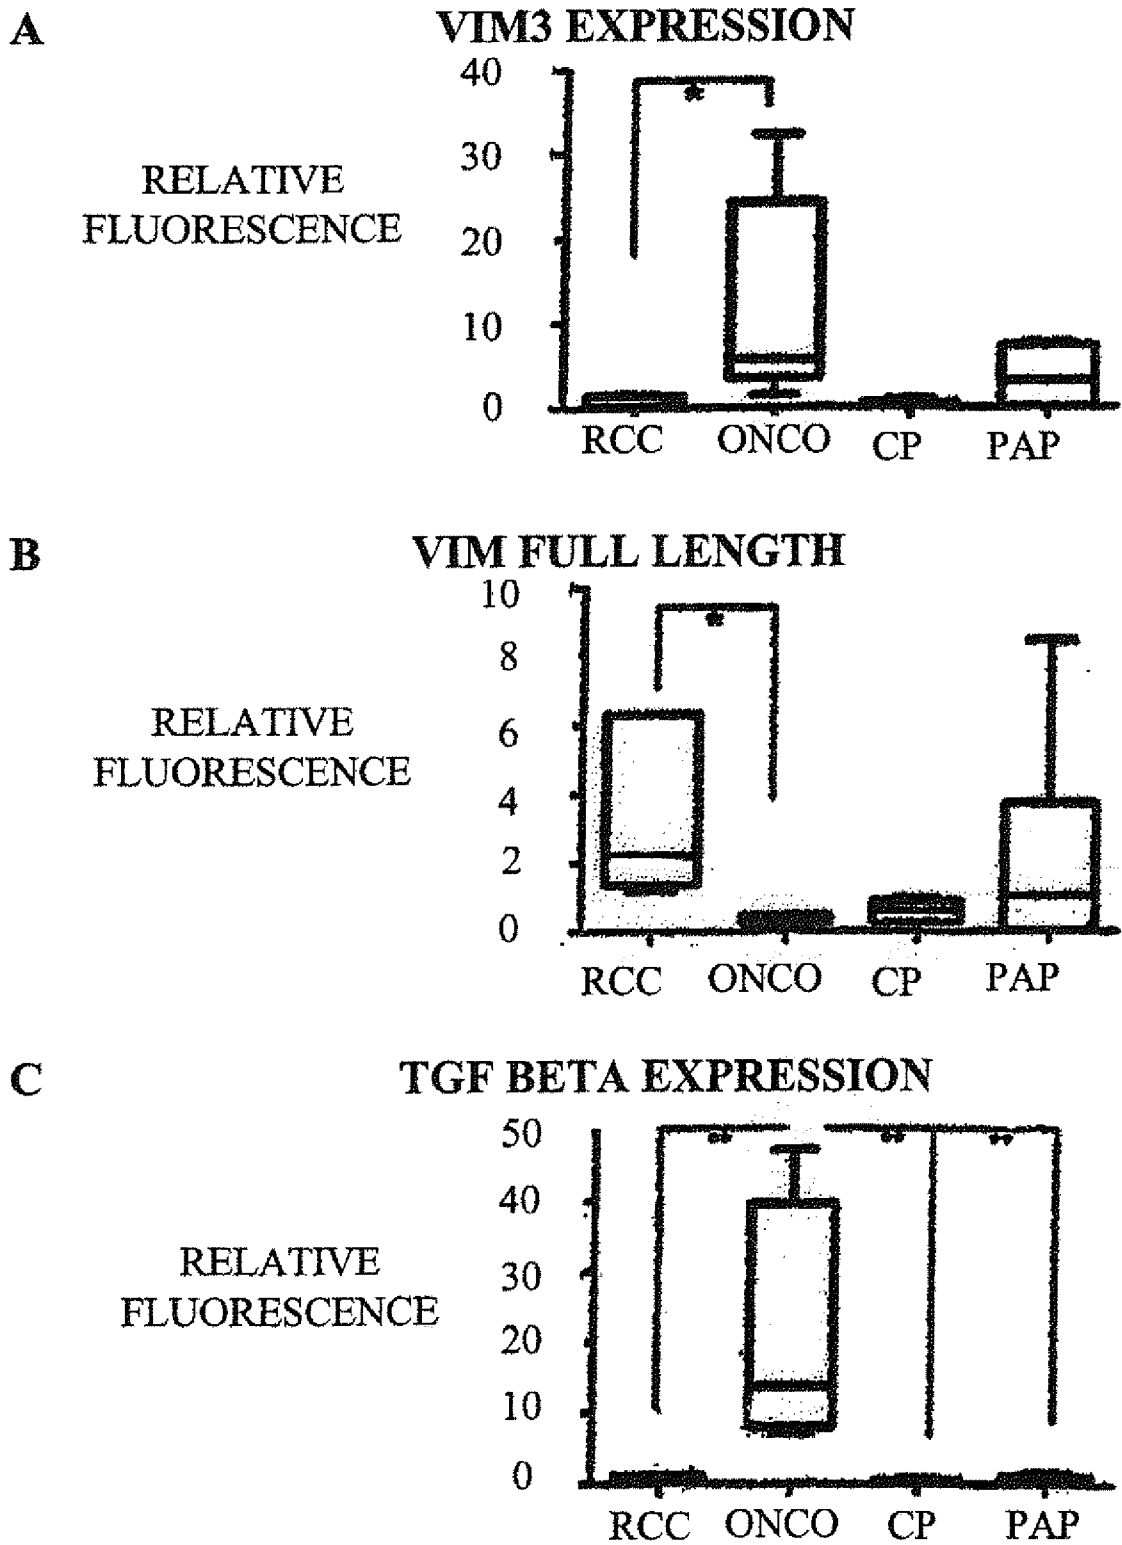 A
VIM3 EXPRESSION
40
30
20
10
0
RELATIVE
FLUORESCENCE
*
RCC ONCO CP PAP
B
VIM FULL LENGTH
10
8
6
4
2
0
RELATIVE
FLUORESCENCE
*
RCC ONCO CP PAP
C
TGF BETA EXPRESSION
50
40
30
20
10
0
RELATIVE
FLUORESCENCE
** ** **
RCC ONCO CP PAP